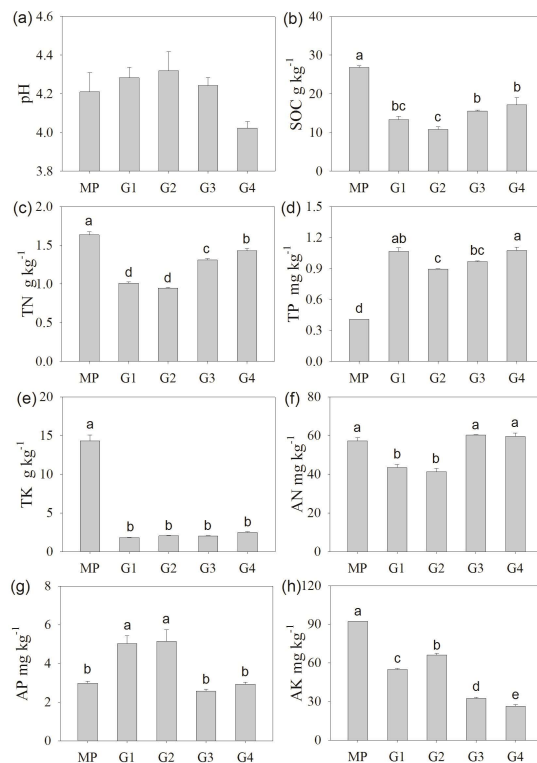 (a)
4.6
4.4
4.2
4.0
3.8
pH
MP G1 G2 G3 G4
(b)
40
30
20
10
0
SOC g kg-1
a bc c b b
MP G1 G2 G3 G4
(c)
2.0
1.5
1.0
0.5
0.0
TN g kg-1
a d d c b
MP G1 G2 G3 G4
(d)
1.5
1.2
0.9
0.6
0.3
0.0
TP mg kg-1
d ab c bc a
MP G1 G2 G3 G4
(e)
20
15
10
5
0
TK g kg-1
a b b b b
MP G1 G2 G3 G4
(f)
80
60
40
20
0
AN mg kg-1
a b b a a
MP G1 G2 G3 G4
(g)
8
6
4
2
0
AP mg kg-1
b a a b b
MP G1 G2 G3 G4
(h)
120
90
60
30
0
AK mg kg-1
a c b d e
MP G1 G2 G3 G4